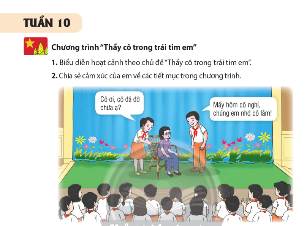 TUẦN 10
Chương trình "Thầy cô trong trái tim em"
1. Biểu diễn hoạt cảnh theo chủ đề "Thầy cô trong trái tim em".
2. Chia sẻ cảm xúc của em về các tiết mục trong chương trình.
Cô ơi, cô đã đỡ
chưa ạ?
Mấy hôm cô nghỉ,
chúng em nhớ cô lắm!